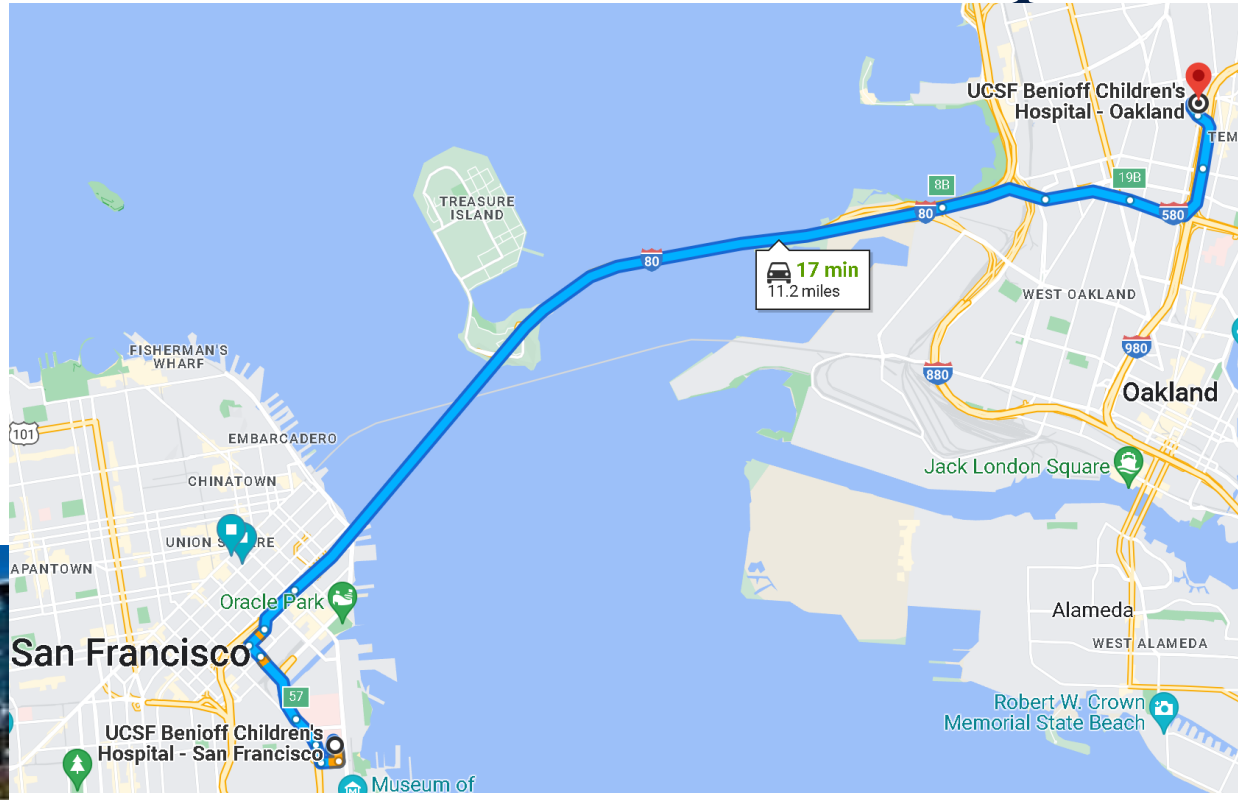 UCSF Benioff Children's
Hospital - Oakland
TEM
TREASURE
ISLAND
8B
19B
80
580
80
17 min
11.2 miles
WEST OAKLAND
FISHERMAN'S
WHARF
980
880
Oakland
101
EMBARCADERO
Jack London Square
CHINATOWN
UNION S RE
APANTOWN
Oracle Park
Alameda
San Francisco
WEST ALAMEDA
57
Robert W. Crown
Memorial State Beach
UCSF Benioff Children's
Hospital - San Francisco
Museum of